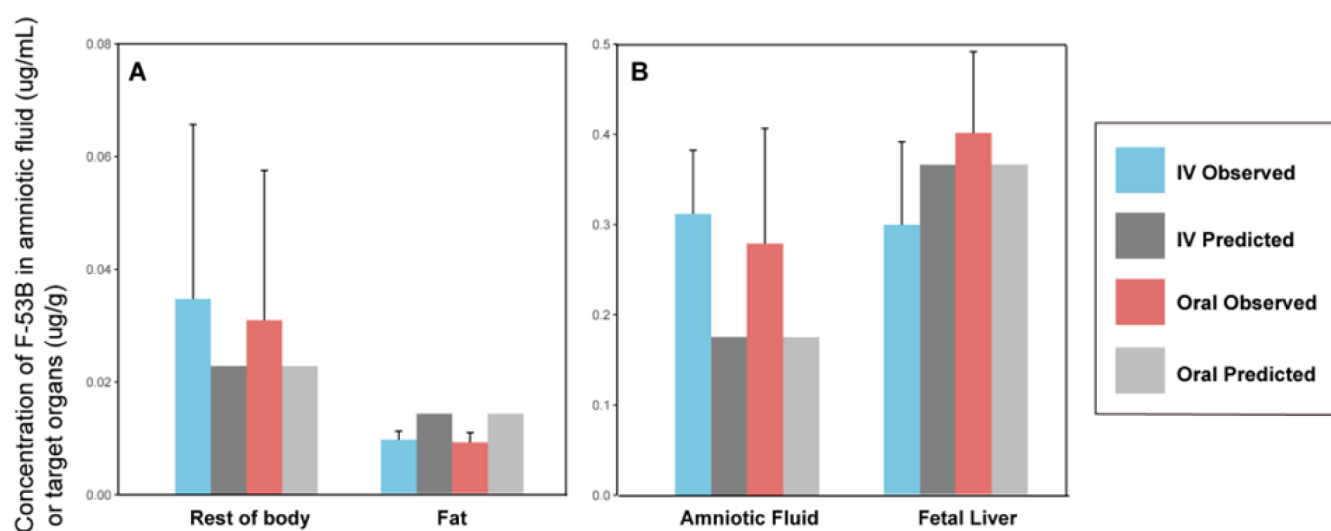 Concentration of F-53B in amniotic fluid (ug/mL)
or target organs (ug/g)
A
0.08
0.06
0.04
0.02
0.00
Rest of body
Fat
B
0.5
0.4
0.3
0.2
0.1
0.0
Amniotic Fluid
Fetal Liver
IV Observed
IV Predicted
Oral Observed
Oral Predicted